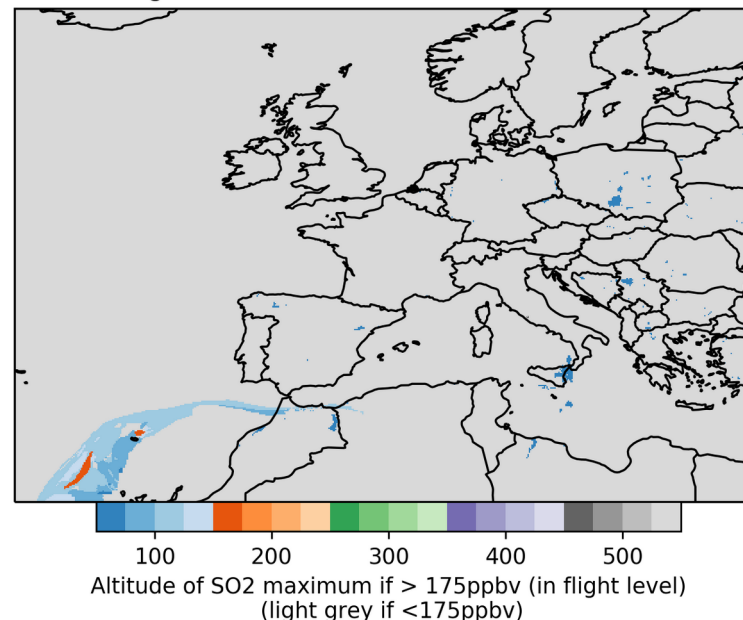 100 200 300 400 500
Altitude of SO2 maximum if > 175ppbv (in flight level)
(light grey if <175ppbv)